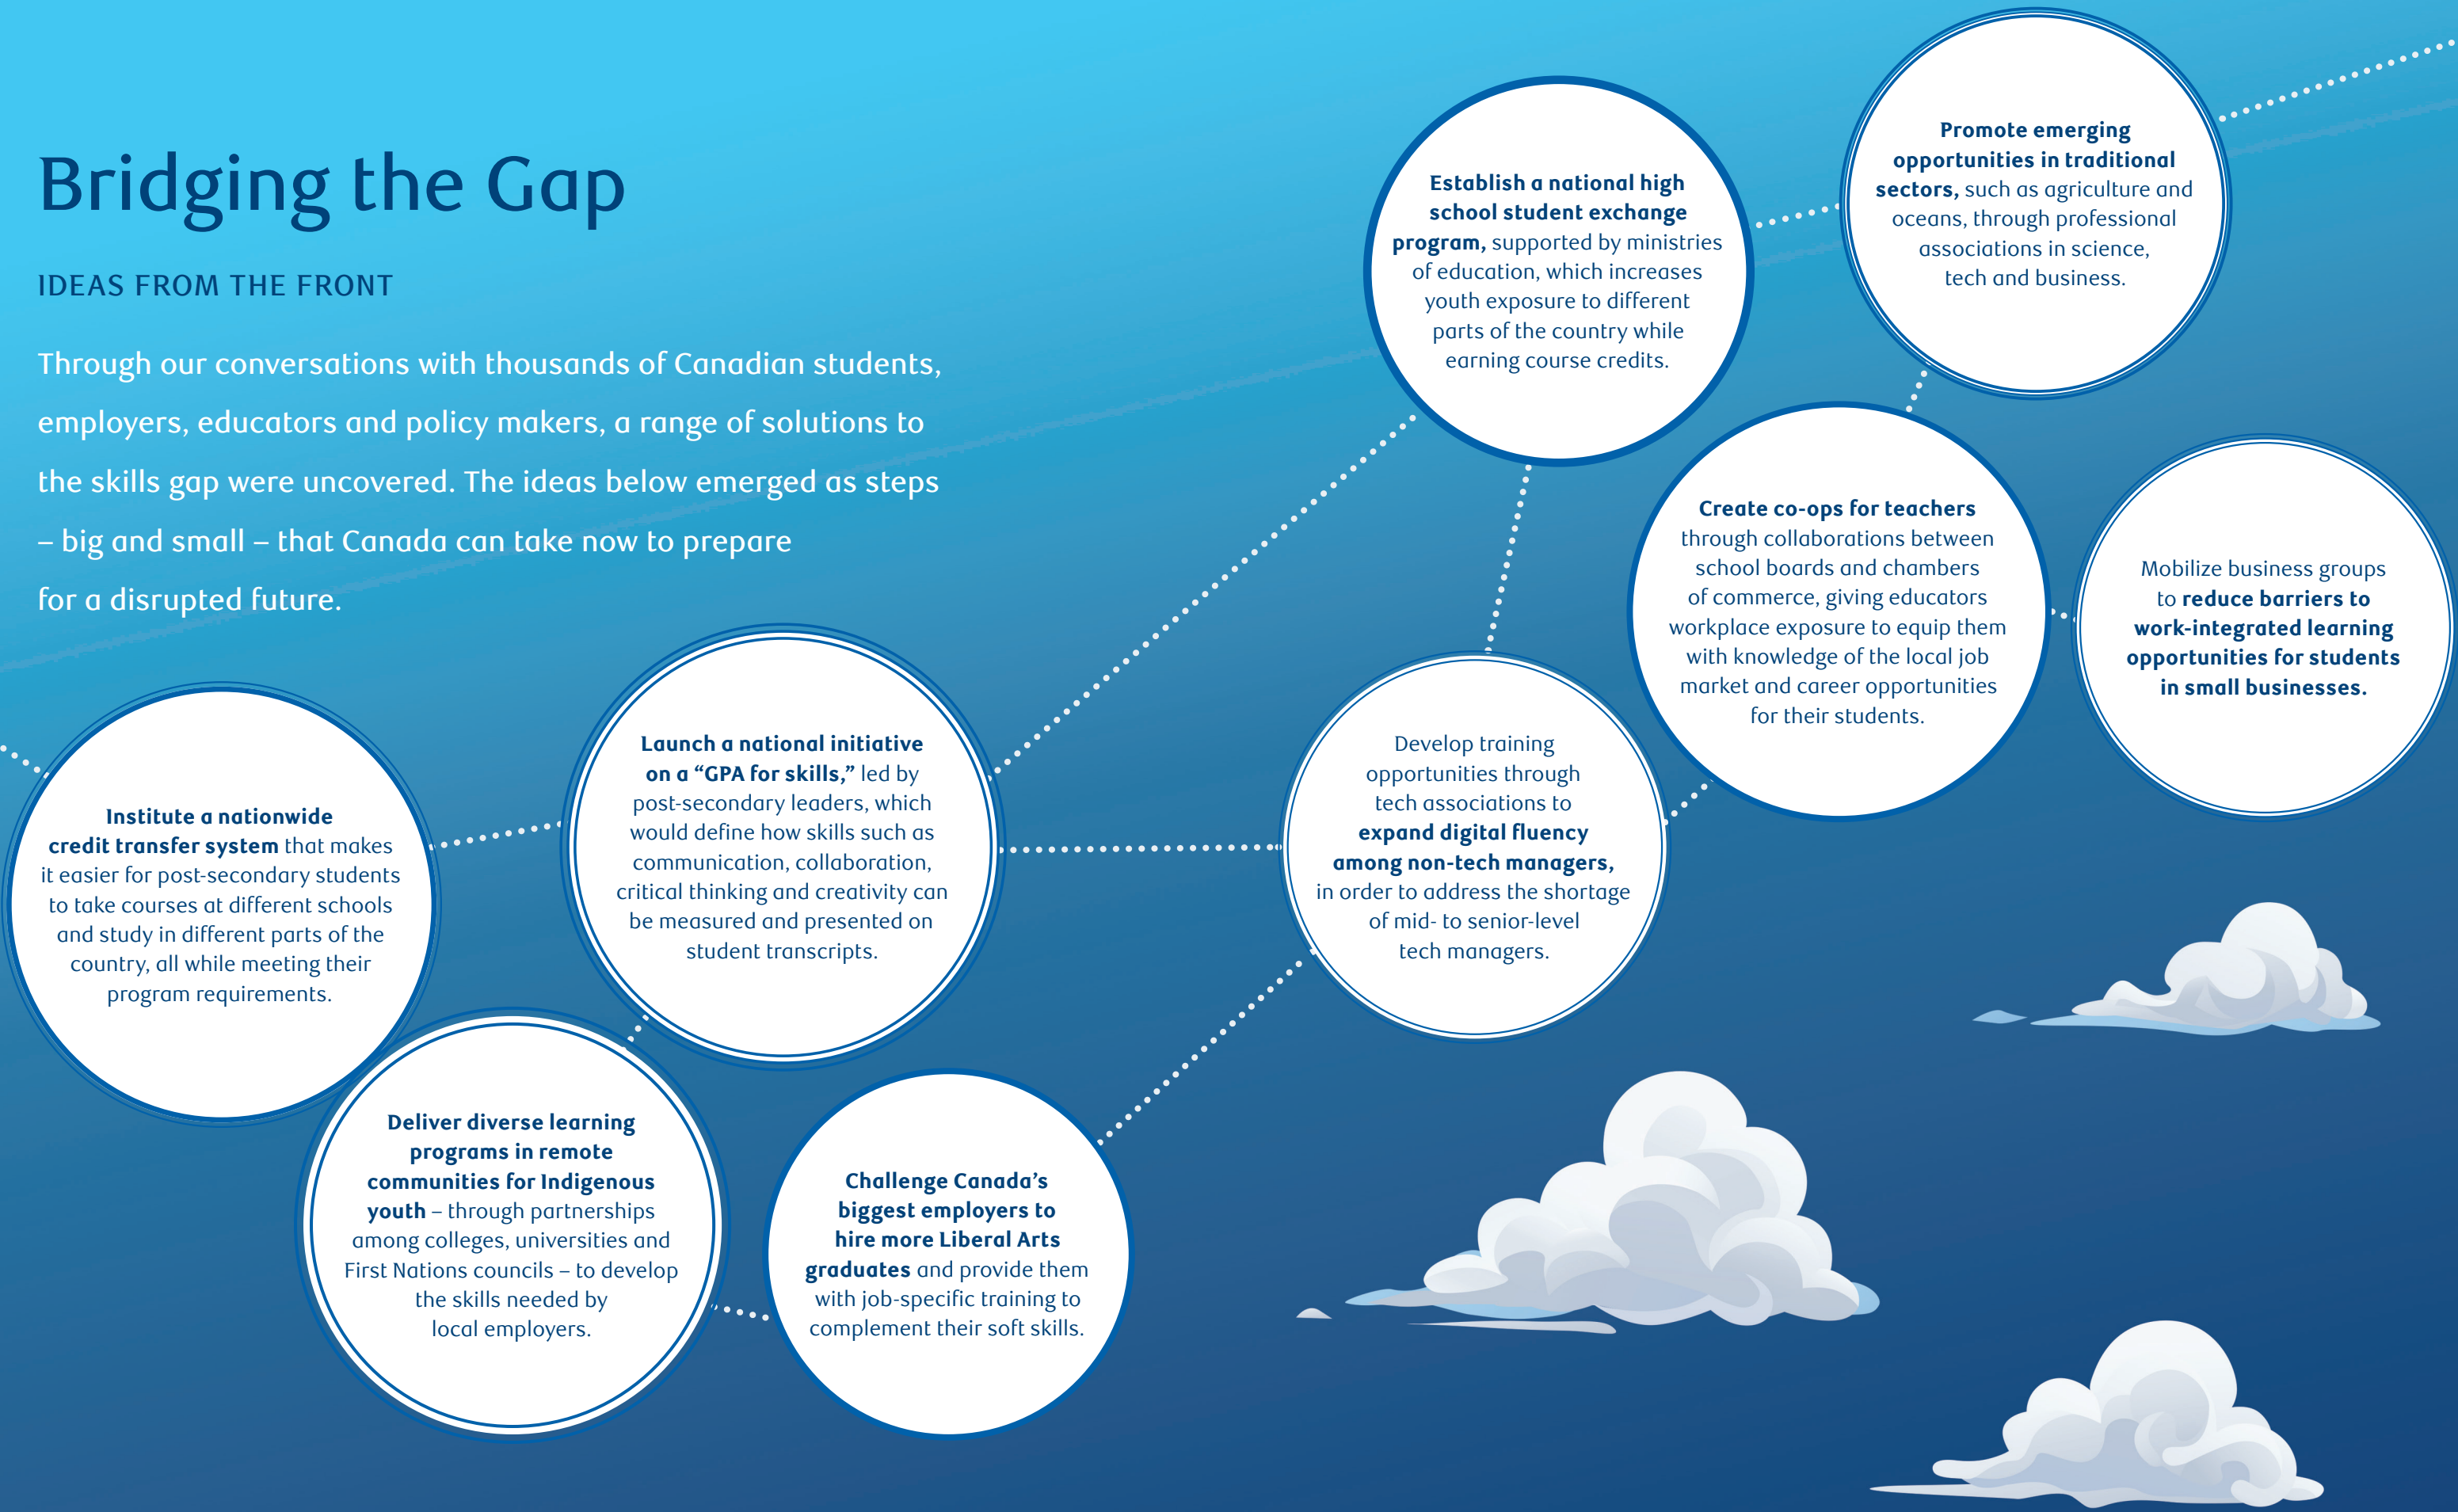 Bridging the Gap
IDEAS FROM THE FRONT
Through our conversations with thousands of Canadian students,
employers, educators and policy makers, a range of solutions to
the skills gap were uncovered. The ideas below emerged as steps
– big and small – that Canada can take now to prepare
for a disrupted future.
Institute a nationwide
credit transfer system that makes
it easier for post-secondary students
to take courses at different schools
and study in different parts of the
country, all while meeting their
program requirements.
Deliver diverse learning
programs in remote
communities for Indigenous
youth – through partnerships
among colleges, universities and
First Nations councils – to develop
the skills needed by
local employers.
Launch a national initiative
on a “GPA for skills,” led by
post-secondary leaders, which
would define how skills such as
communication, collaboration,
critical thinking and creativity can
be measured and presented on
student transcripts.
Challenge Canada’s
biggest employers to
hire more Liberal Arts
graduates and provide them
with job-specific training to
complement their soft skills.
Establish a national high
school student exchange
program, supported by ministries
of education, which increases
youth exposure to different
parts of the country while
earning course credits.
Develop training
opportunities through
tech associations to
expand digital fluency
among non-tech managers,
in order to address the shortage
of mid- to senior-level
tech managers.
Promote emerging
opportunities in traditional
sectors, such as agriculture and
oceans, through professional
associations in science,
tech and business.
Create co-ops for teachers
through collaborations between
school boards and chambers
of commerce, giving educators
workplace exposure to equip them
with knowledge of the local job
market and career opportunities
for their students.
Mobilize business groups
to reduce barriers to
work-integrated learning
opportunities for students
in small businesses.